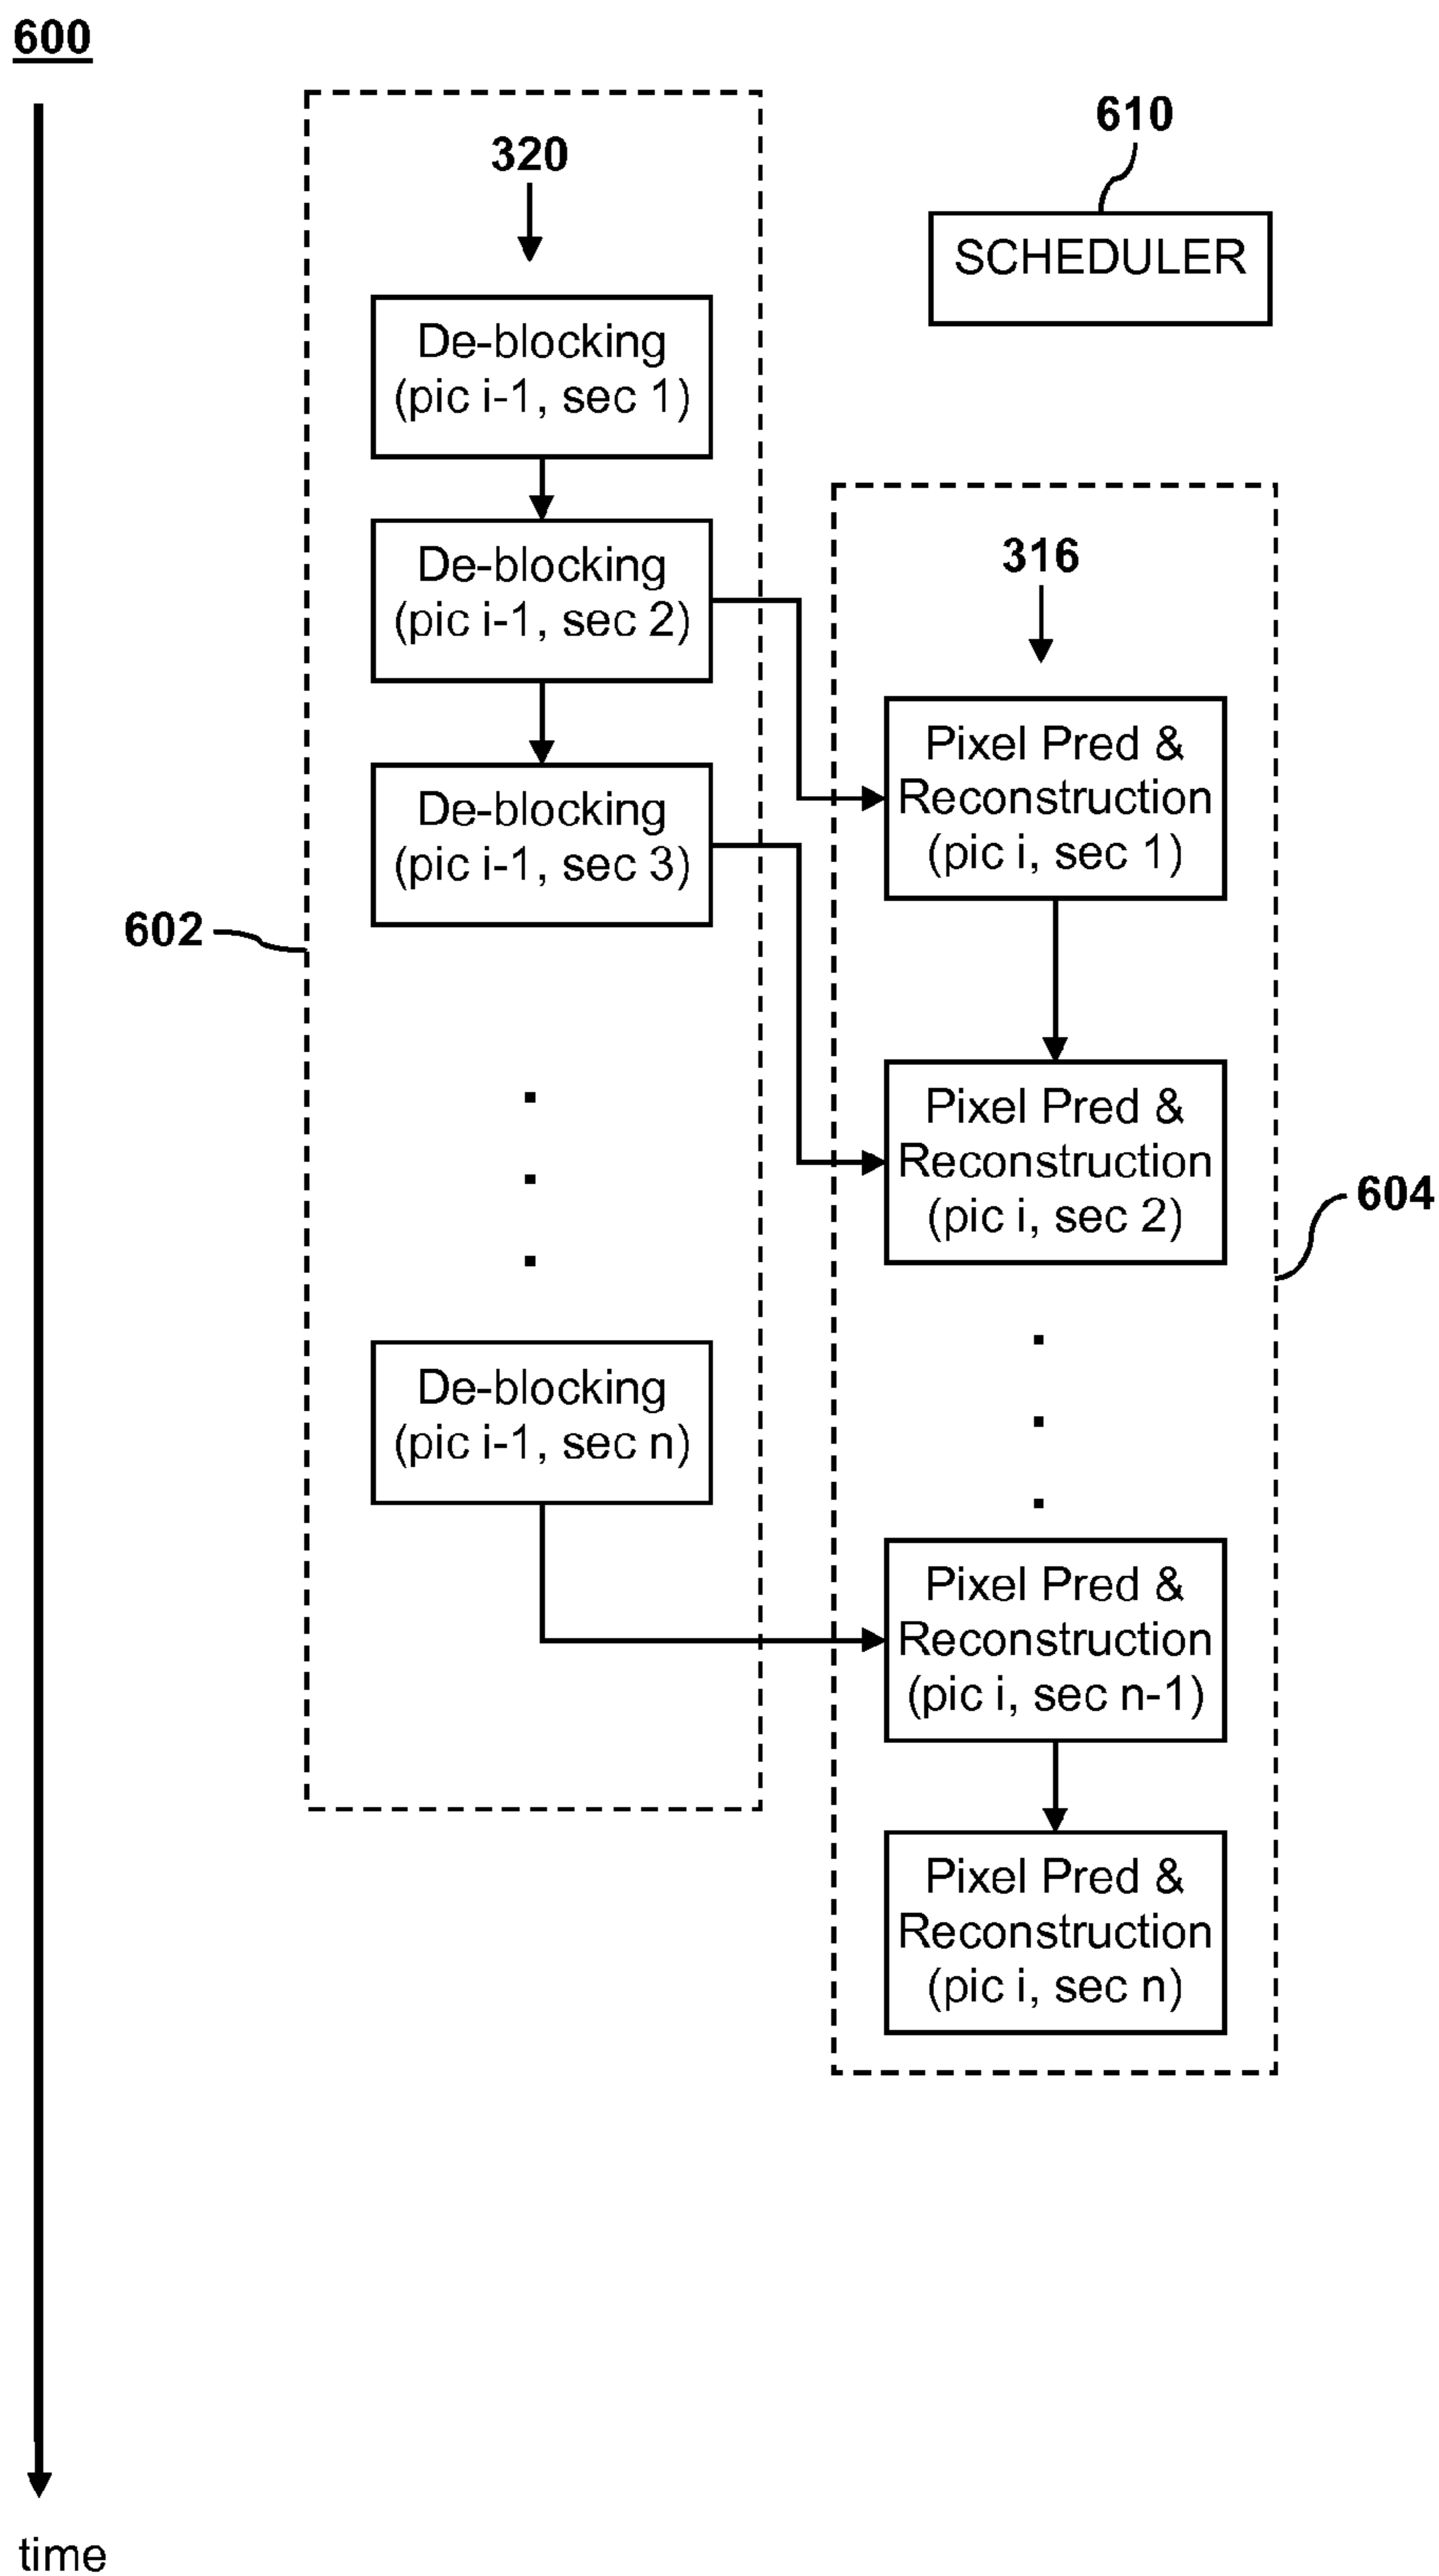 600
320
610
SCHEDULER
De-blocking
(pic i-1, sec 1)
De-blocking
(pic i-1, sec 2)
316
Pixel Pred &
Reconstruction
(pic i, sec 1)
De-blocking
(pic i-1, sec 3)
602
Pixel Pred &
Reconstruction
(pic i, sec 2)
604
De-blocking
(pic i-1, sec n)
Pixel Pred &
Reconstruction
(pic i, sec n-1)
Pixel Pred &
Reconstruction
(pic i, sec n)
time